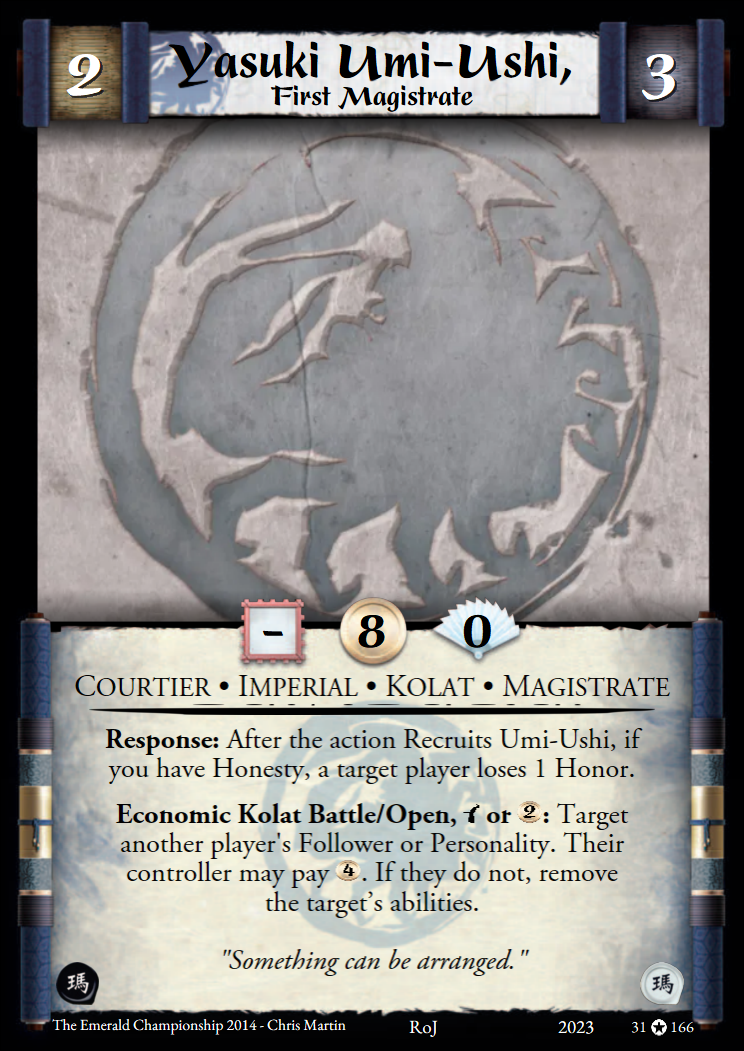 2
Yasuki Umi-Ushi,
First Magistrate
3
-
8
0
COURTIER • IMPERIAL • KOLAT • MAGISTRATE
Response: After the action Recruits Umi-Ushi, if
you have Honesty, a target player loses 1 Honor.
Economic Kolat Battle/Open, or 2: Target
another player's Follower or Personality. Their
controller may pay 4. If they do not, remove
the target's abilities.
"Something can be arranged."
瑪
瑪
The Emerald Championship 2014 - Chris Martin
RoJ
2023
31 166